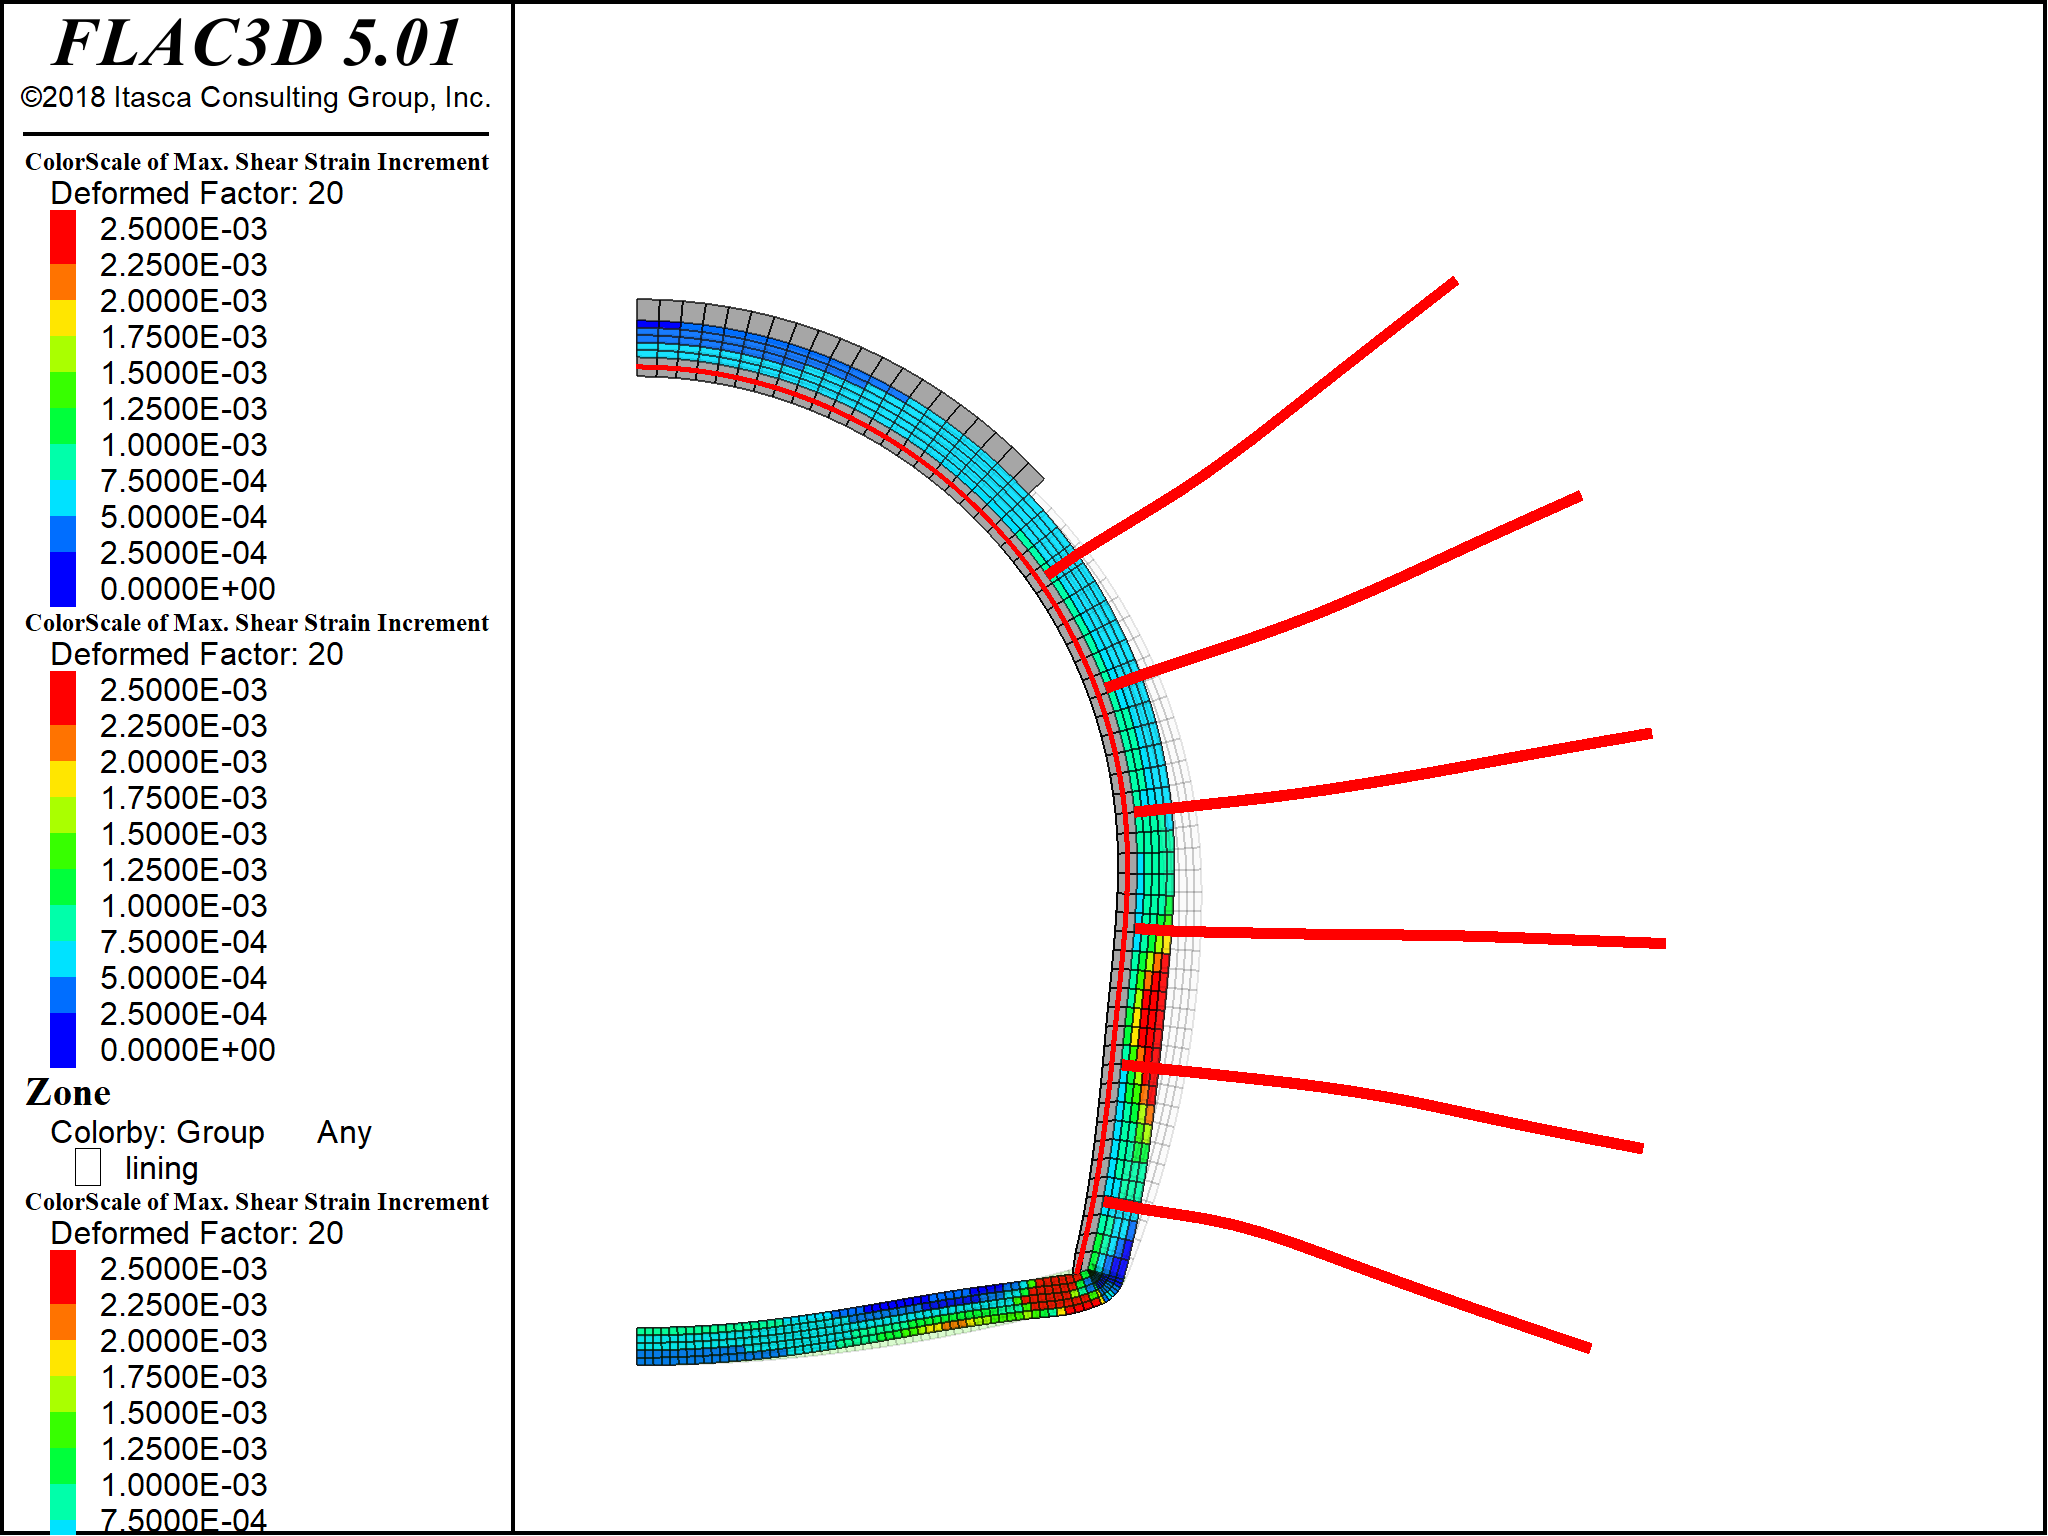 FLAC3D 5.01
©2018 Itasca Consulting Group, Inc.
ColorScale of Max. Shear Strain Increment
Deformed Factor: 20
2.5000E-03
2.2500E-03
2.0000E-03
1.7500E-03
1.5000E-03
1.2500E-03
1.0000E-03
7.5000E-04
5.0000E-04
2.5000E-04
0.0000E+00
ColorScale of Max. Shear Strain Increment
Deformed Factor: 20
2.5000E-03
2.2500E-03
2.0000E-03
1.7500E-03
1.5000E-03
1.2500E-03
1.0000E-03
7.5000E-04
5.0000E-04
2.5000E-04
0.0000E+00
Zone
Colorby: Group Any
lining
ColorScale of Max. Shear Strain Increment
Deformed Factor: 20
2.5000E-03
2.2500E-03
2.0000E-03
1.7500E-03
1.5000E-03
1.2500E-03
1.0000E-03
7.5000E-04